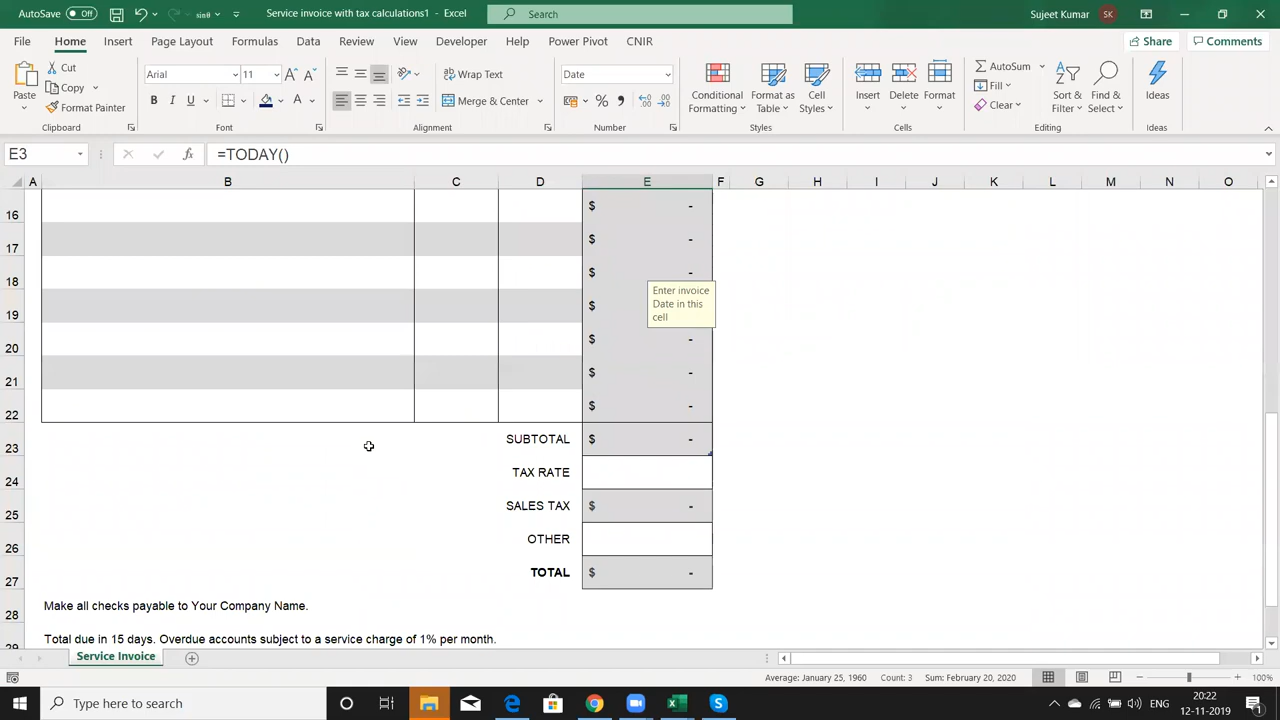 AutoSave Off Service invoice with tax calculations1 - Excel Search Sujeet Kumar SK
File Home Insert Page Layout Formulas Data Review View Developer Help Power Pivot CNIR Share Comments
Paste Cut Copy Format Painter Clipboard
Arial 11 A A B I U A Font
Wrap Text Merge & Center Alignment
Date % Number
Conditional Formatting Format as Table Cell Styles Styles
Insert Delete Format Cells
AutoSum Fill Clear Sort & Filter Find & Select Editing
Ideas Ideas
E3 fx =TODAY()
A B C D E F G H I J K L M N O
16 $ -
17 $ -
18 $ -
Enter invoice
Date in this
cell
19 $
20 $ -
21 $ -
22 $ -
23 SUBTOTAL $ -
24 TAX RATE
25 SALES TAX $ -
26 OTHER
27 TOTAL $ -
28 Make all checks payable to Your Company Name.
29 Total due in 15 days. Overdue accounts subject to a service charge of 1% per month.
Service Invoice
Average: January 25, 1960 Count: 3 Sum: February 20, 2020 100%
Type here to search ENG 20:22
12-11-2019